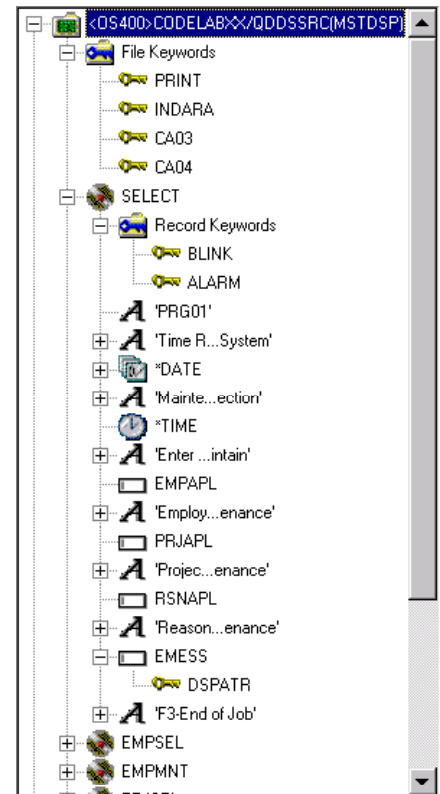 <OS400>CODELABXX/QDDSSRC(MSTDSP)
File Keywords
PRINT
INDARA
CA03
CA04
SELECT
Record Keywords
BLINK
ALARM
'PRG01'
'Time R...System'
*DATE
'Mainte...ection'
*TIME
'Enter ...intain'
EMPAPL
'Employ...enance'
PRJAPL
'Projec...enance'
RSNAPL
'Reason...enance'
EMESS
DSPATR
'F3-End of Job'
EMPSEL
EMPMNT